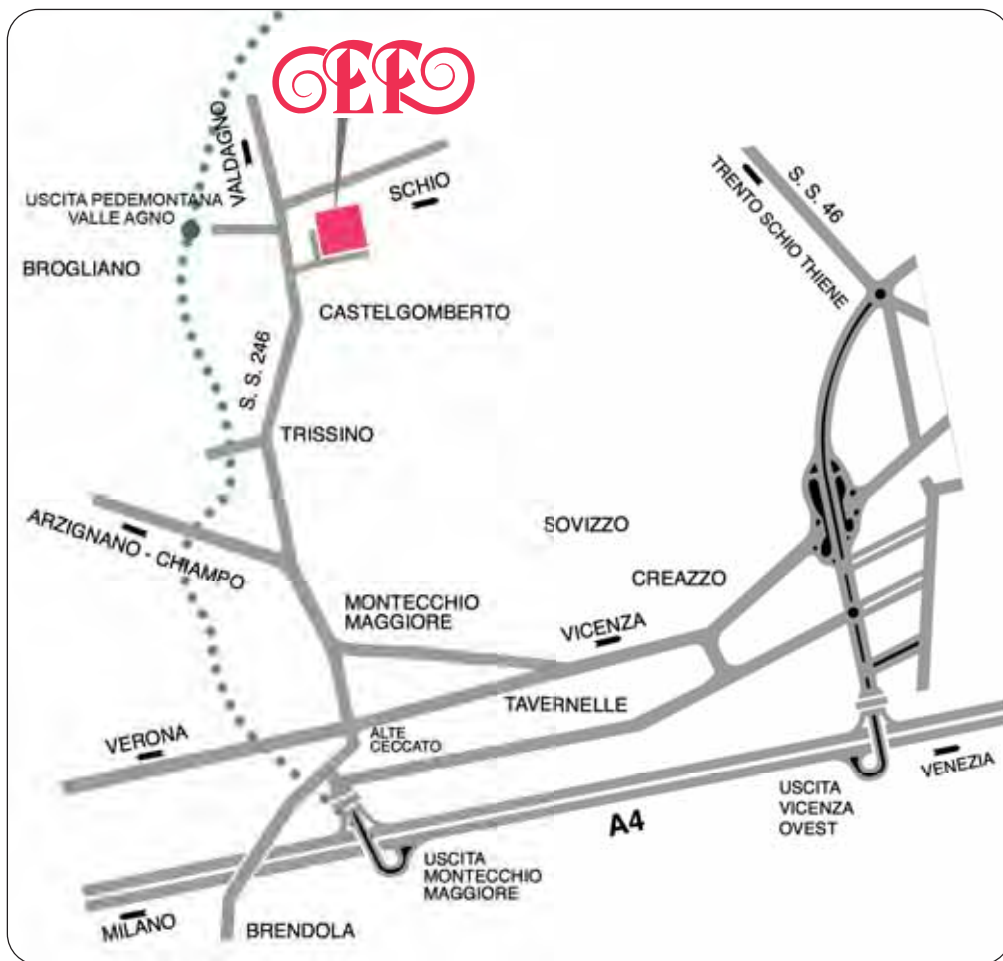 EF
VALDAGNO
SCHIO
USCITA PEDEMONTANA
VALLE AGNO
BROGLIANO
CASTELGOMBERTO
S. S. 246
TRISSINO
ARZIGNANO - CHIAMPO
MONTECCHIO
MAGGIORE
TRENTO SCHIO THIENE
S. S. 46
SOVIZZO
CREAZZO
VICENZA
TAVERNELLE
VERONA
ALTE
CECCATO
A4
USCITA
VICENZA
OVEST
VENEZIA
USCITA
MONTECCHIO
MAGGIORE
MILANO
BRENDOLA